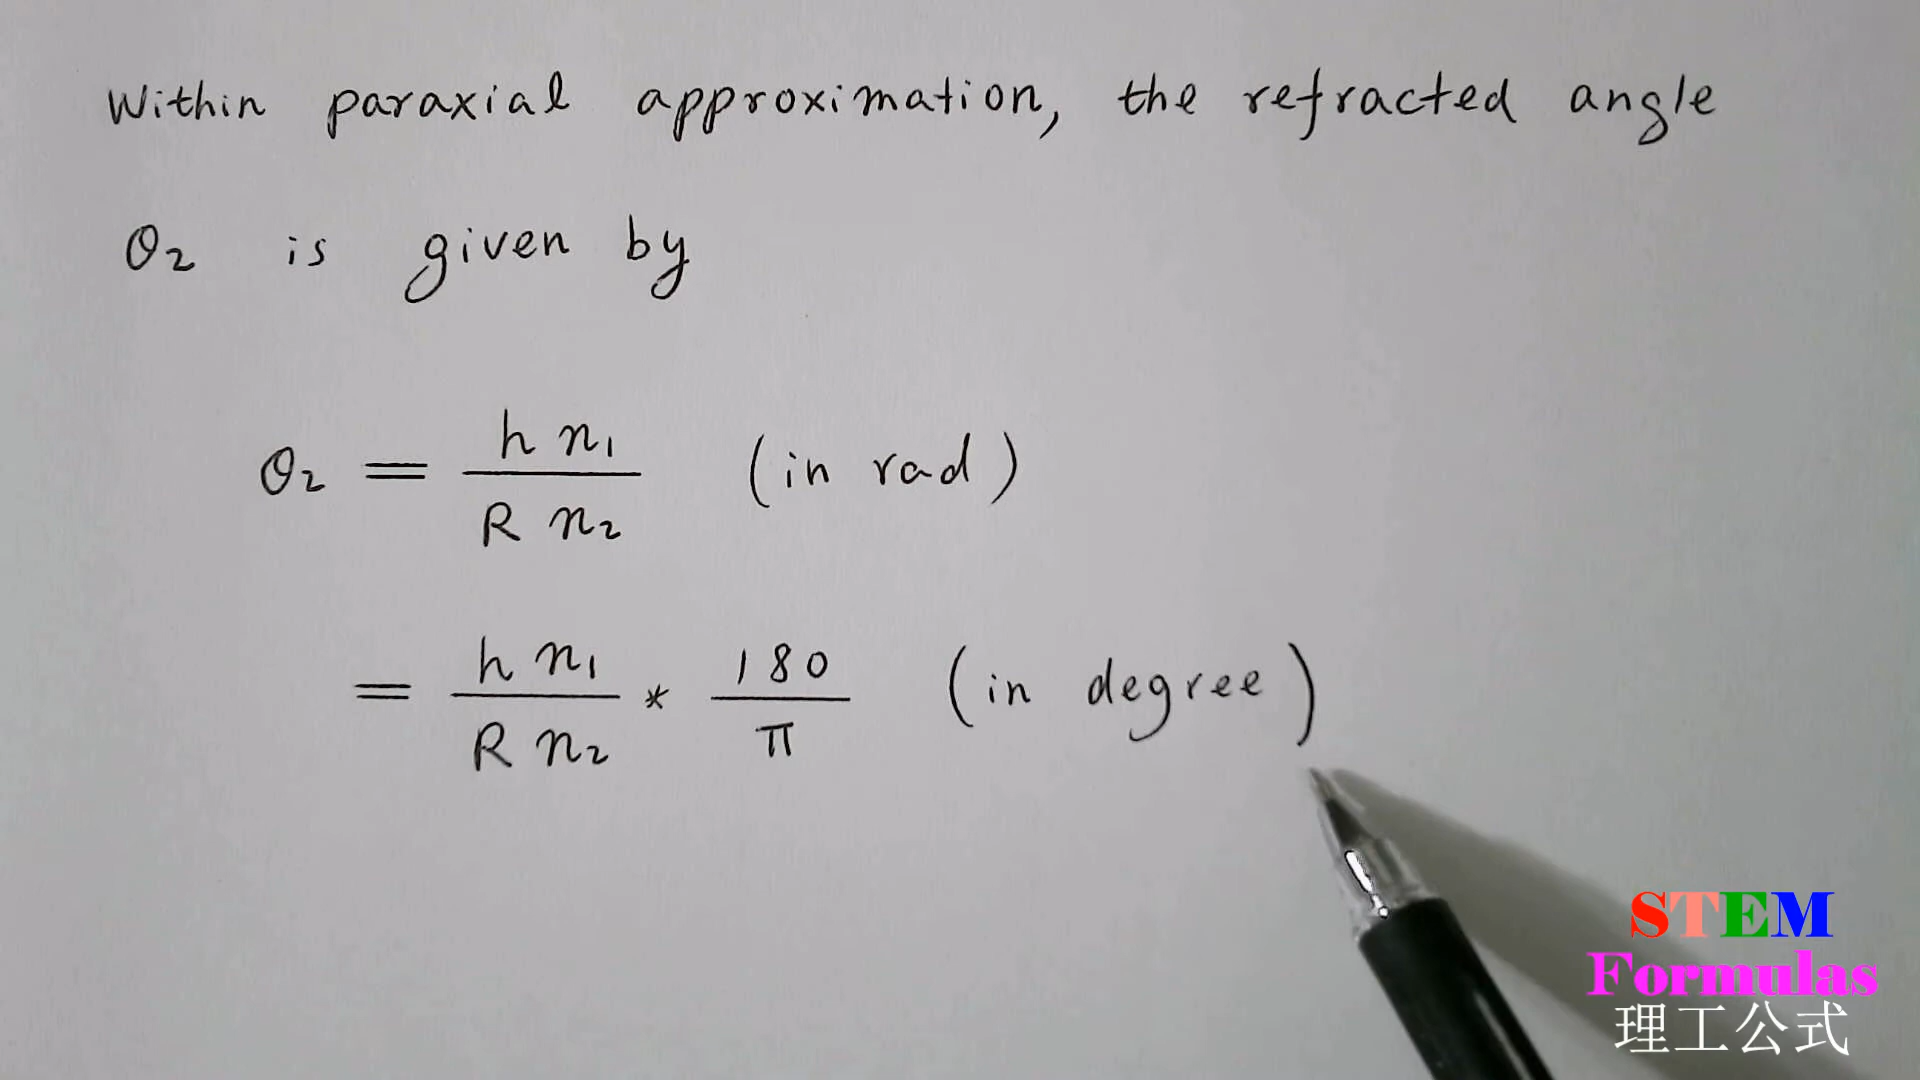 Within paraxial approximation, the refracted angle
θ₂ is given by
θ₂ = h n₁ / R n₂ (in rad)
= h n₁ / R n₂ * 180 / π (in degree)
STEM
Formulas
理工公式